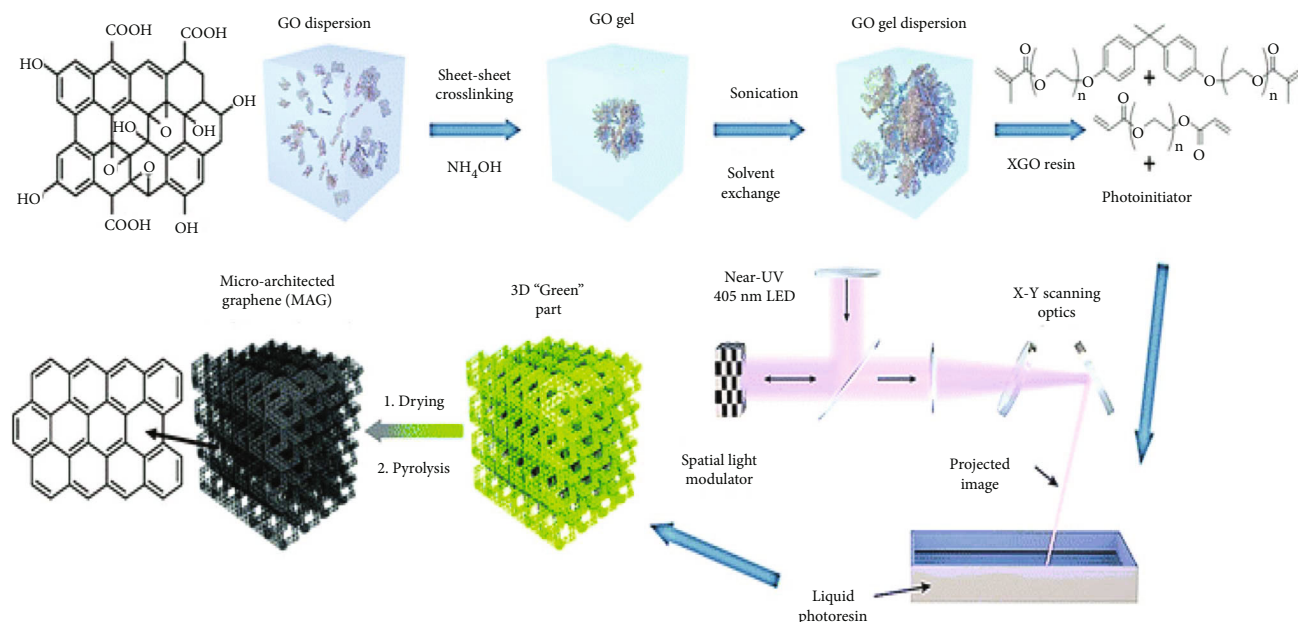 COOH
COOH
COOH
HO
OH
HO
O
OH
O
O
HO
COOH
OH
GO dispersion
Sheet-sheet
crosslinking
NH₄OH
GO gel
Sonication
Solvent
exchange
GO gel dispersion
XGO resin
O
O
n
O
+
O
n
O
O
O
O
n
O
O
+
Photoinitiator
Micro-architected
graphene (MAG)
1. Drying
2. Pyrolysis
3D “Green”
part
Near-UV
405 nm LED
X-Y scanning
optics
Spatial light
modulator
Projected
image
Liquid
photoresin